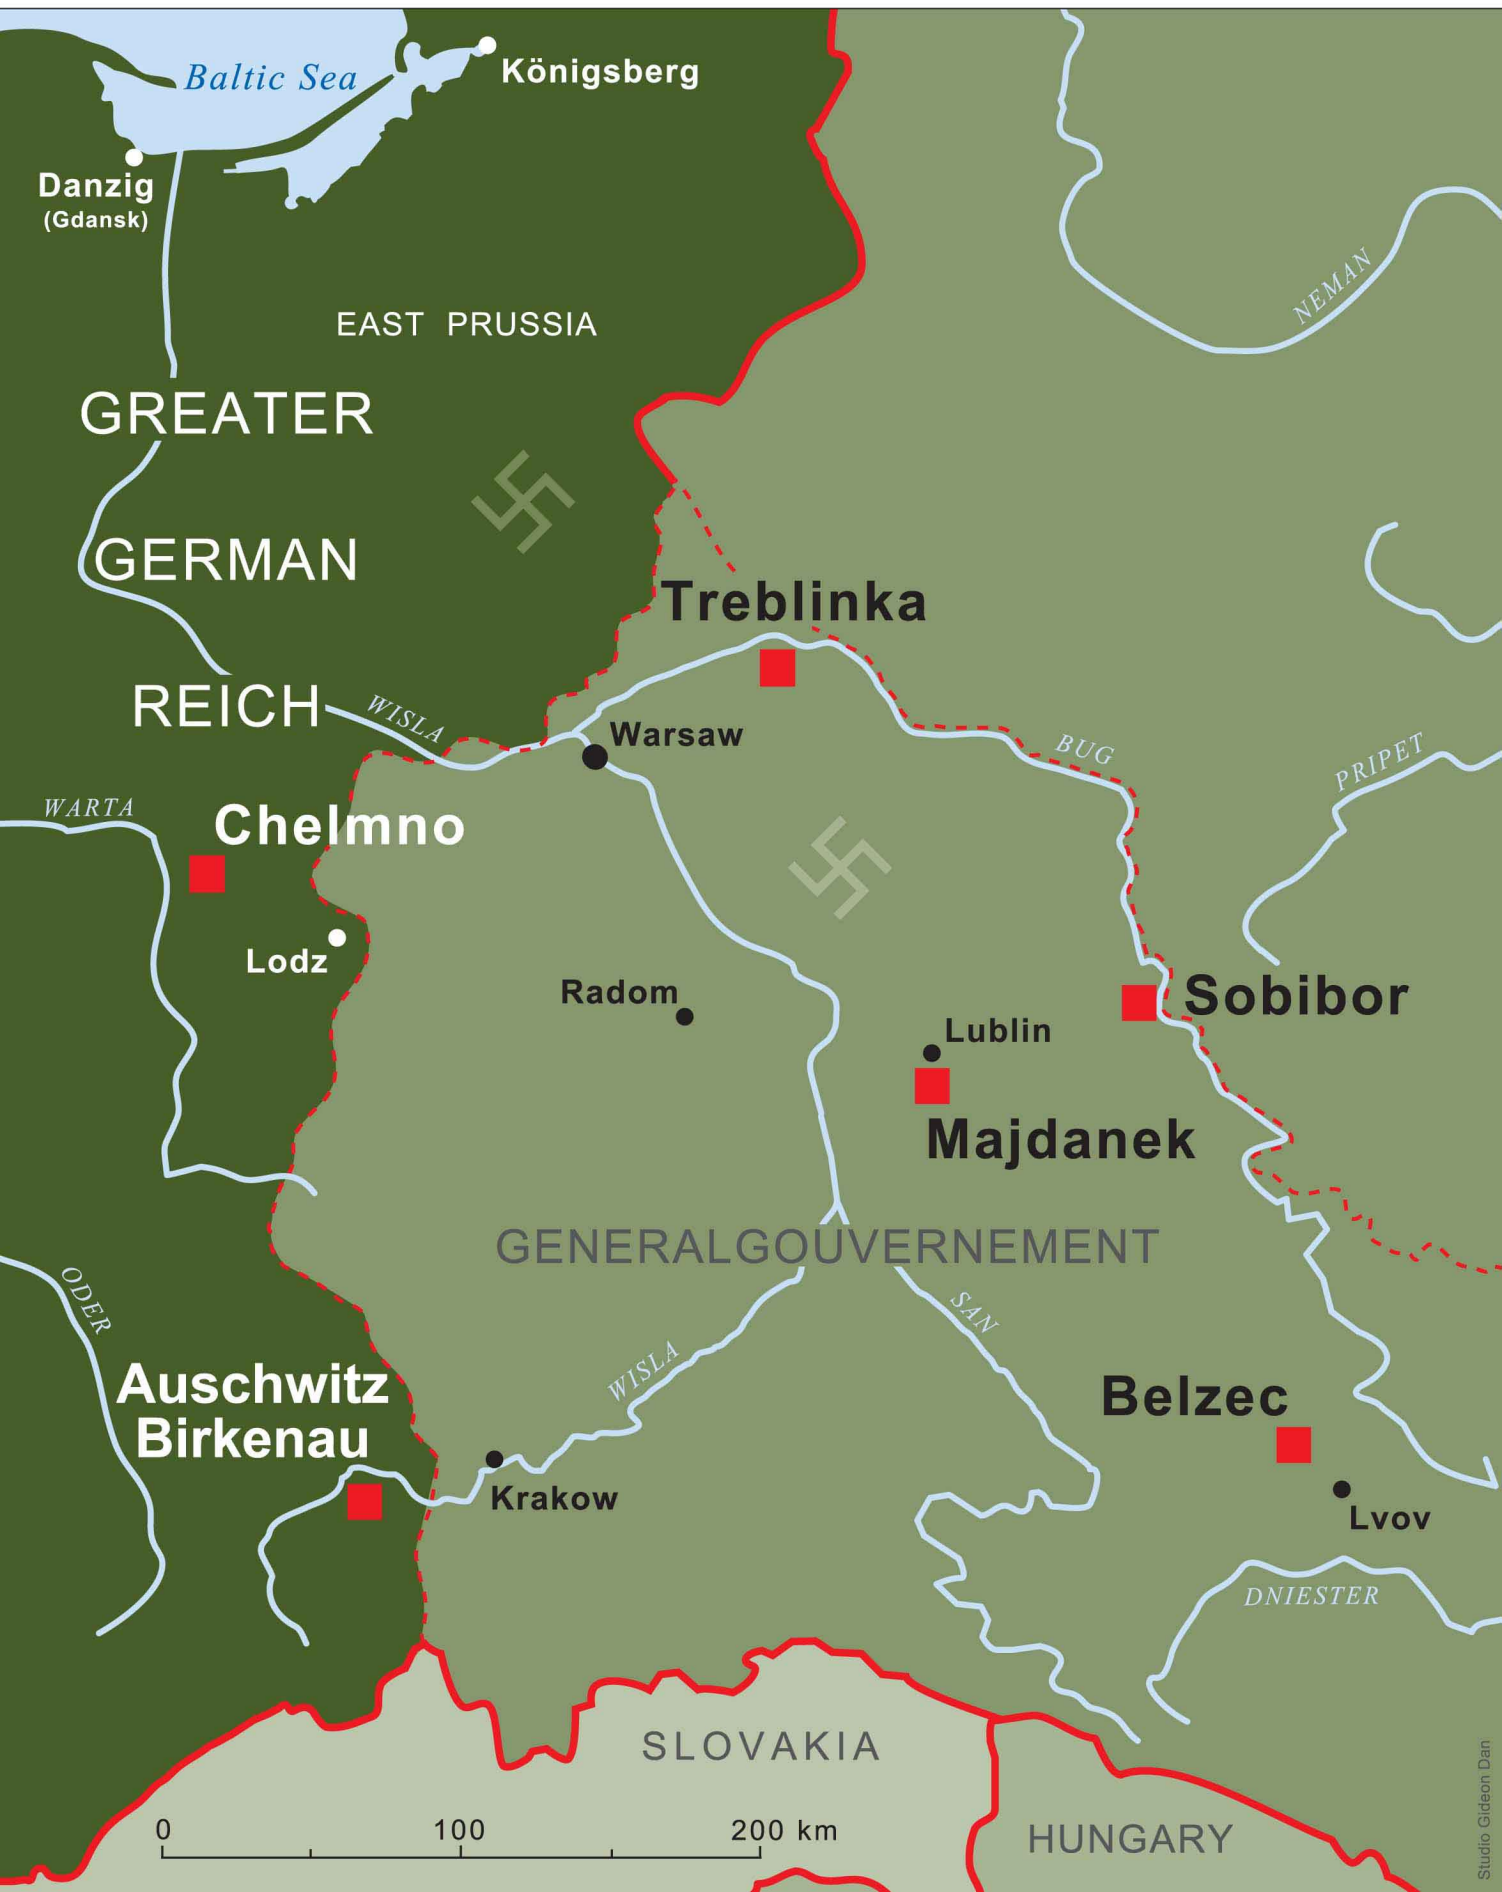 Baltic Sea
Königsberg
Danzig
(Gdansk)
NEMAN
EAST PRUSSIA
GREATER
GERMAN
Treblinka
REICH
WISLA
Warsaw
BUG
PRIPET
WARTA
Chelmno
Lodz
Radom
Sobibor
Lublin
Majdanek
GENERALGOUVERNEMENT
ODER
SAN
WISLA
Auschwitz
Birkenau
Belzec
Krakow
Lvov
DNIESTER
SLOVAKIA
0 100 200 km
HUNGARY
Studio Gideon Dan